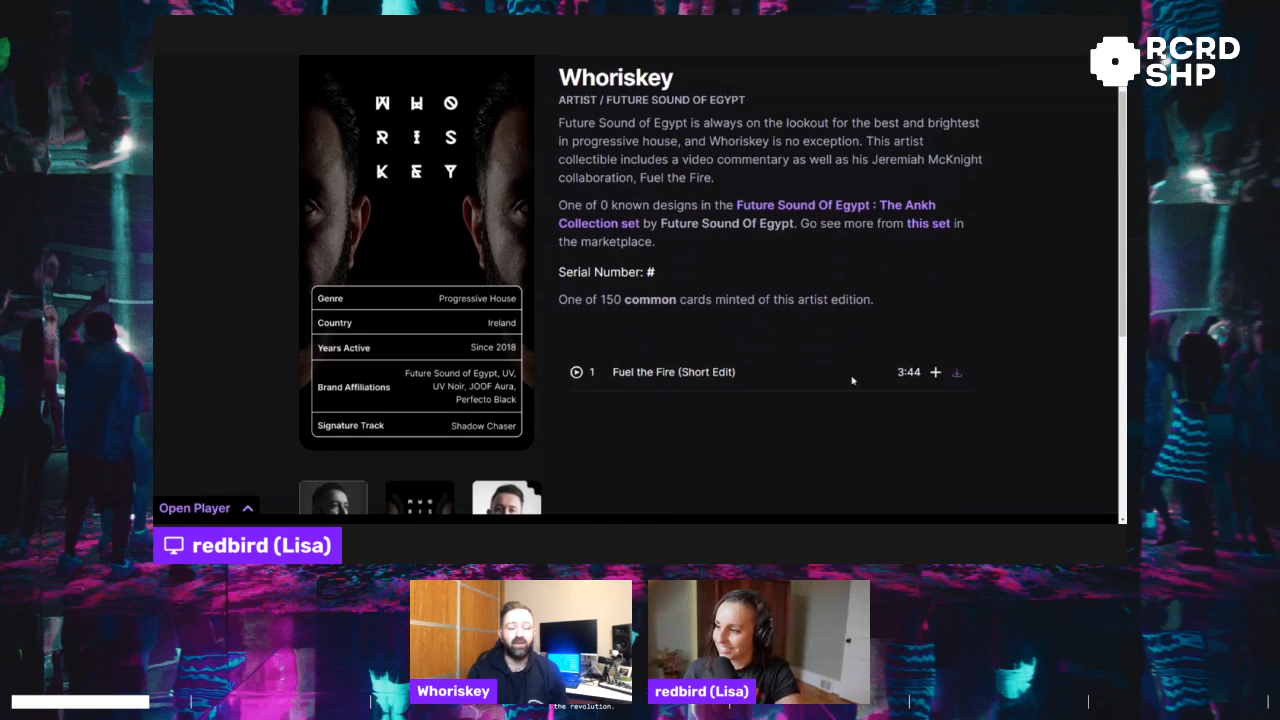 RCRD
SHP
W H O
R I S
K E Y
Genre Progressive House
Country Ireland
Years Active Since 2018
Brand Affiliations Future Sound of Egypt, UV,
UV Noir, JOOF Aura,
Perfecto Black
Signature Track Shadow Chaser
Whoriskey
ARTIST / FUTURE SOUND OF EGYPT
Future Sound of Egypt is always on the lookout for the best and brightest
in progressive house, and Whoriskey is no exception. This artist
collectible includes a video commentary as well as his Jeremiah McKnight
collaboration, Fuel the Fire.
One of 0 known designs in the Future Sound Of Egypt : The Ankh
Collection set by Future Sound Of Egypt. Go see more from this set in
the marketplace.
Serial Number: #
One of 150 common cards minted of this artist edition.
1 Fuel the Fire (Short Edit) 3:44 +
W H O
R I S
Open Player
redbird (Lisa)
Whoriskey
redbird (Lisa)
the revolution.